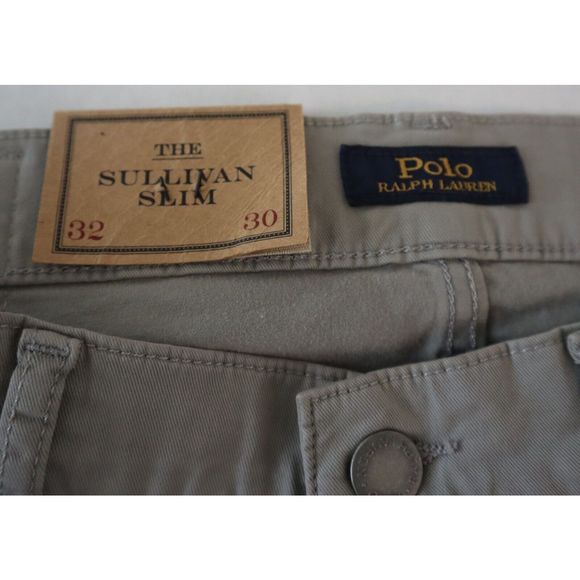 THE
SULLIVAN
SLIM
32 30
Polo
RALPH LAUREN